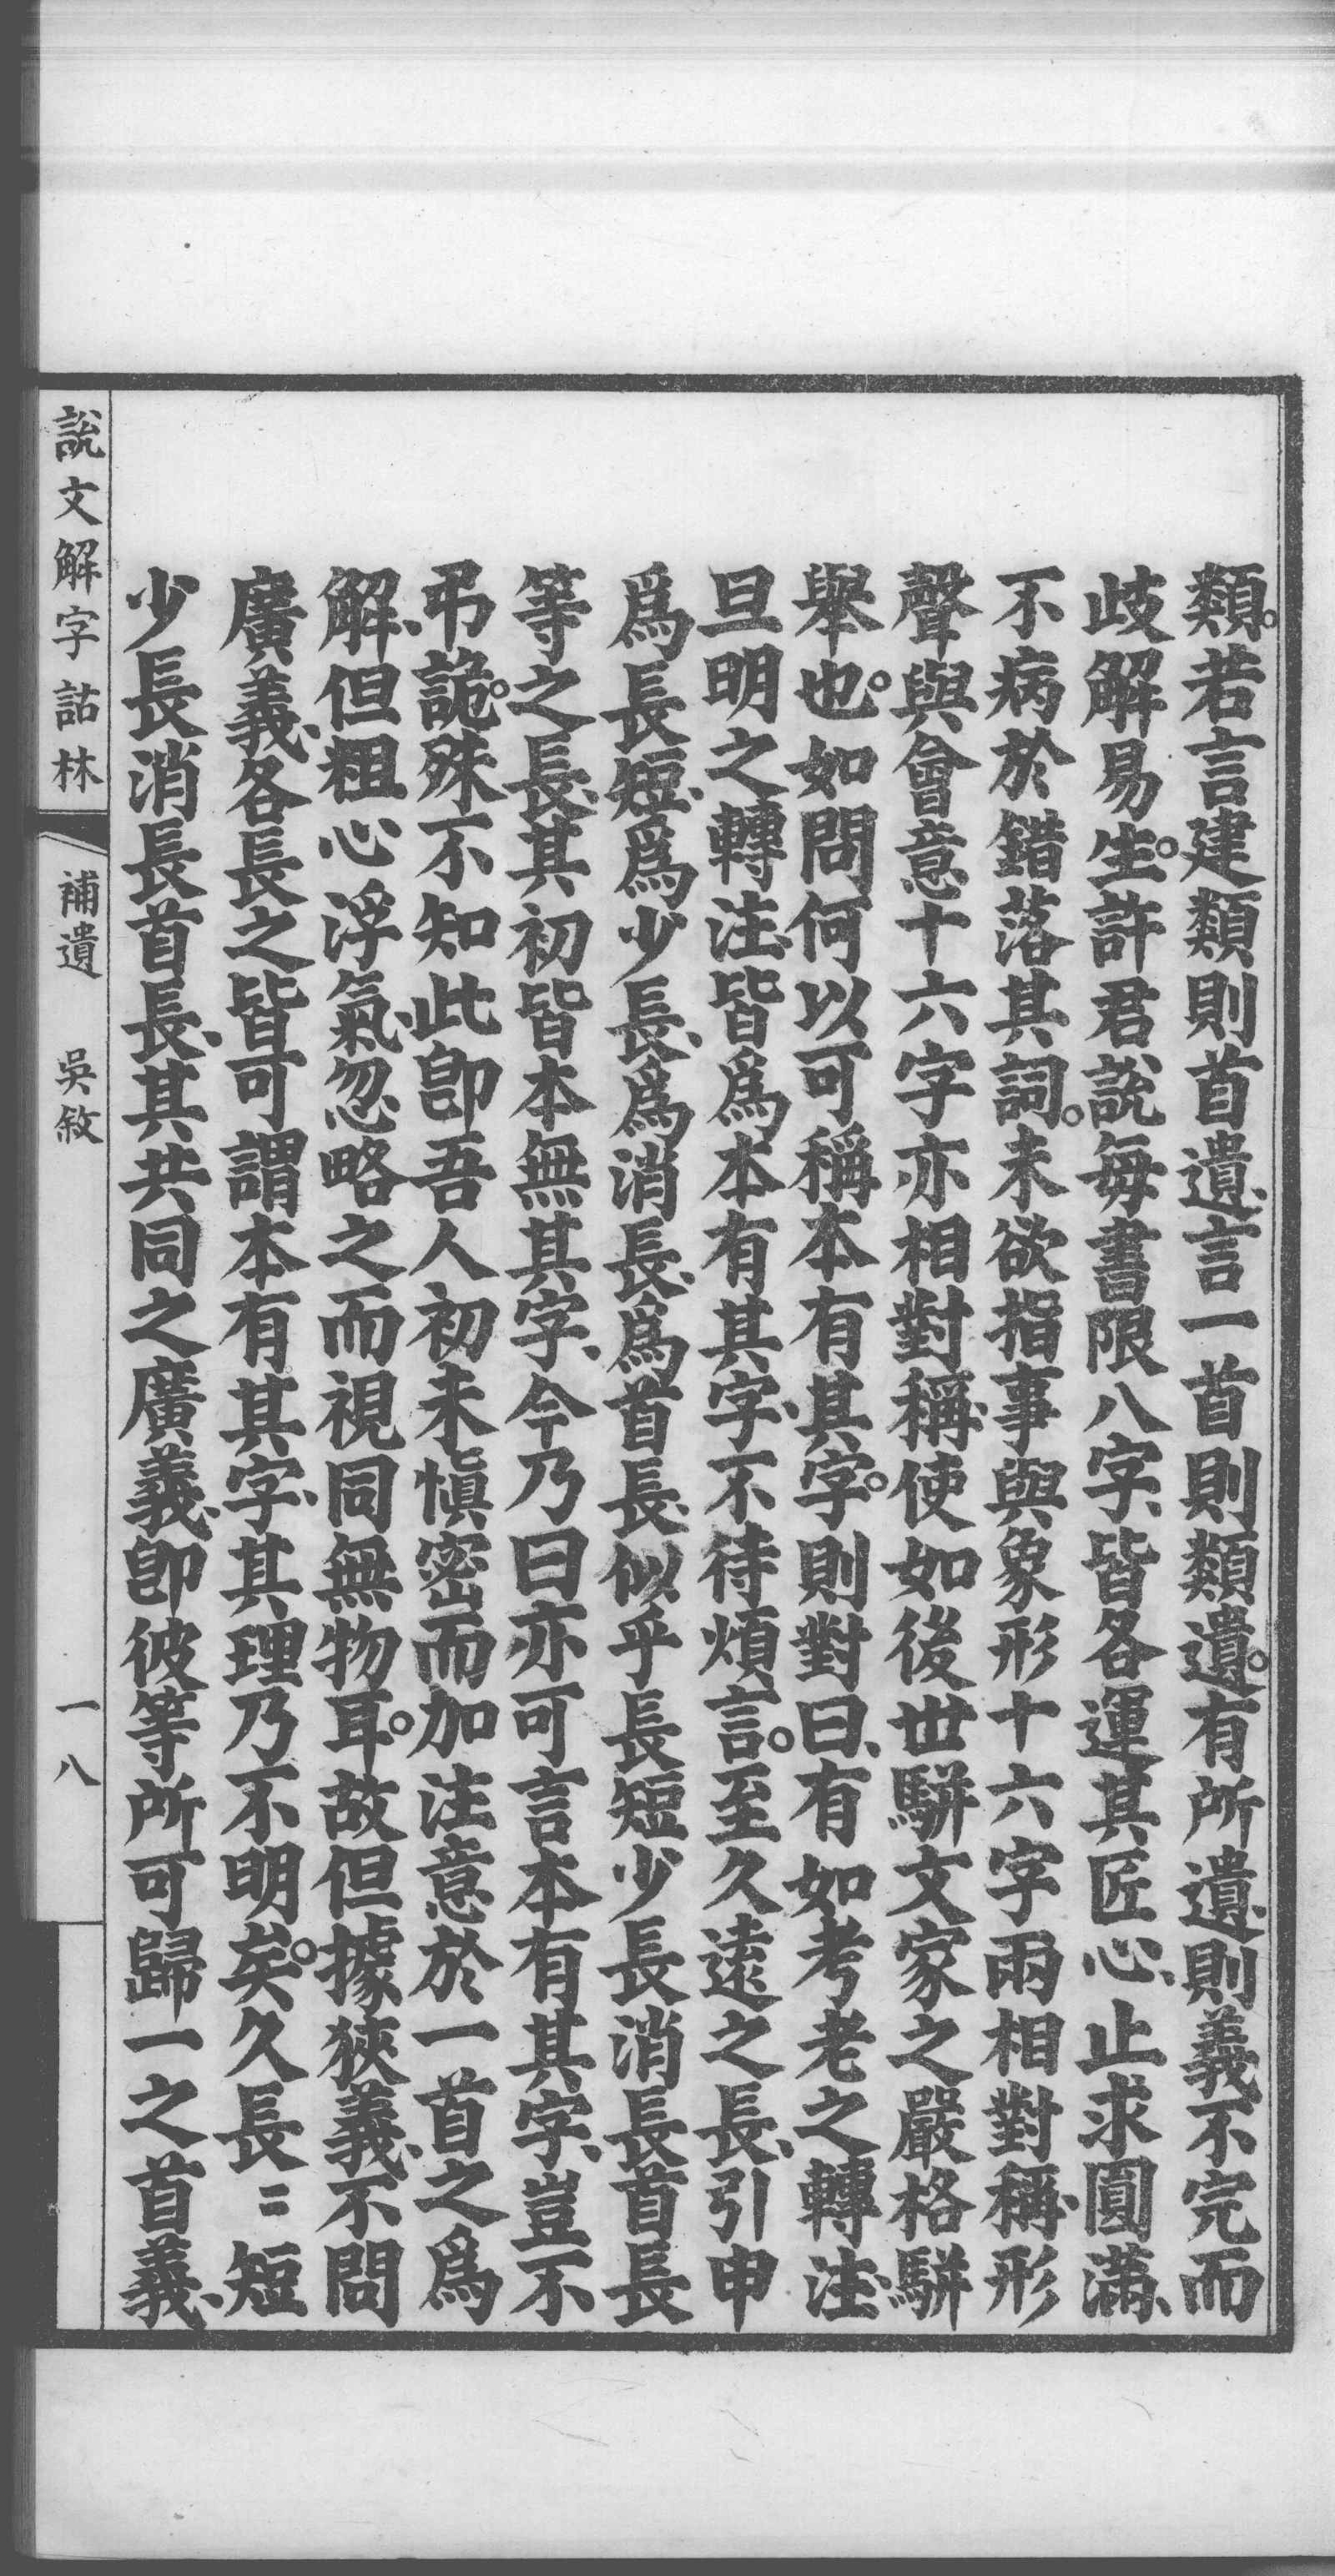 類。若言建類則首遺、言一首則類遺。有所遺、則義不完而
歧解易生。許君說每書限八字、皆各運其匠心、止求圓滿、
不病於錯落其詞。未欲指事與象形十六字兩相對稱、形
聲與會意十六字亦相對稱、使如後世駢文家之嚴格駢
舉也。如問何以可稱本有其字。則對曰、有如考老之轉注、
旦明之轉注、皆爲本有其字、不待煩言。至久遠之長、引申
爲長短、爲少長、爲消長、爲首長、似乎長短少長消長首長
等之長、其初皆本無其字、今乃曰亦可言本有其字、豈不
弔詭。殊不知此卽吾人初未愼密而加注意於一首之爲
解、但粗心浮氣、忽略之而視同無物耳。故但據狹義、不問
廣義、各長之皆可謂本有其字、其理乃不明矣。久長〻短
少長消長首長、其共同之廣義、卽彼等所可歸一之首義、
說文解字詁林 補遺 吳敘 一八